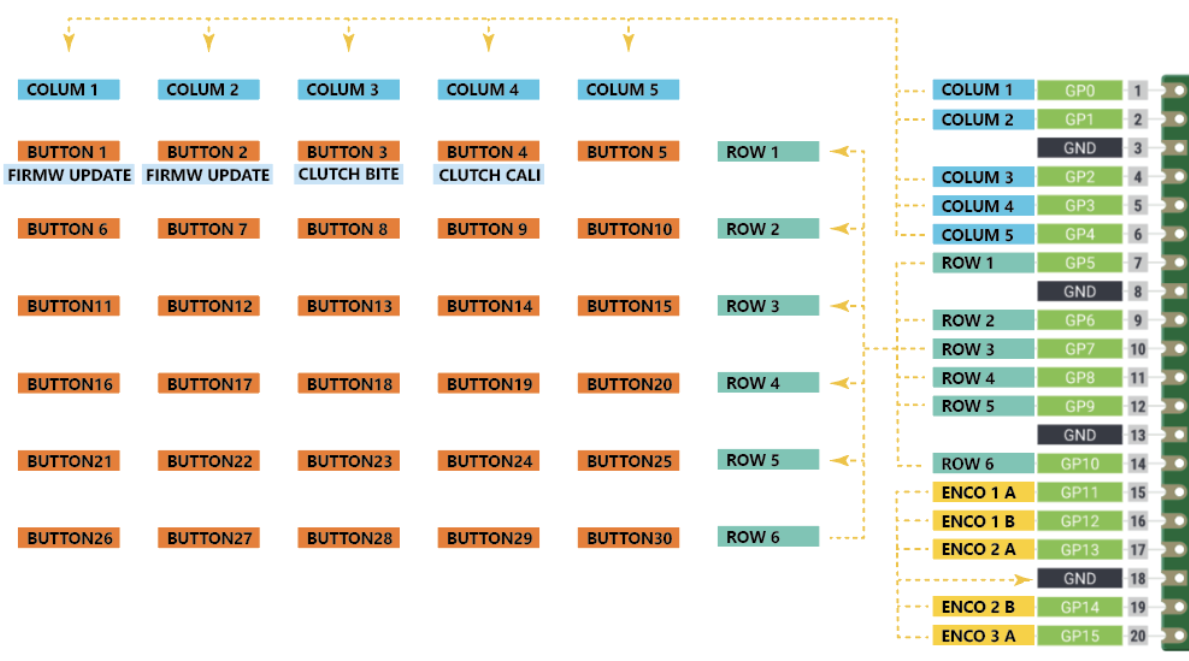 COLUM 1 COLUM 2 COLUM 3 COLUM 4 COLUM 5
BUTTON 1 BUTTON 2 BUTTON 3 BUTTON 4 BUTTON 5 ROW 1
FIRMW UPDATE FIRMW UPDATE CLUTCH BITE CLUTCH CALI
BUTTON 6 BUTTON 7 BUTTON 8 BUTTON 9 BUTTON10 ROW 2
BUTTON11 BUTTON12 BUTTON13 BUTTON14 BUTTON15 ROW 3
BUTTON16 BUTTON17 BUTTON18 BUTTON19 BUTTON20 ROW 4
BUTTON21 BUTTON22 BUTTON23 BUTTON24 BUTTON25 ROW 5
BUTTON26 BUTTON27 BUTTON28 BUTTON29 BUTTON30 ROW 6
COLUM 1 GP0 1
COLUM 2 GP1 2
GND 3
COLUM 3 GP2 4
COLUM 4 GP3 5
COLUM 5 GP4 6
ROW 1 GP5 7
GND 8
ROW 2 GP6 9
ROW 3 GP7 10
ROW 4 GP8 11
ROW 5 GP9 12
GND 13
ROW 6 GP10 14
ENCO 1 A GP11 15
ENCO 1 B GP12 16
ENCO 2 A GP13 17
GND 18
ENCO 2 B GP14 19
ENCO 3 A GP15 20